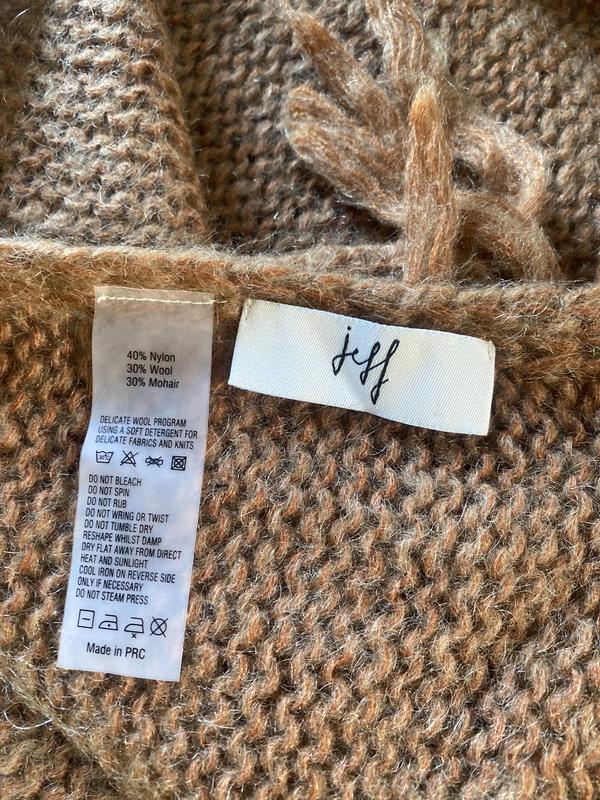 40% Nylon
30% Wool
30% Mohair
DELICATE WOOL PROGRAM
USING A SOFT DETERGENT FOR
DELICATE FABRICS AND KNITS
DO NOT BLEACH
DO NOT SPIN
DO NOT RUB
DO NOT WRING OR TWIST
DO NOT TUMBLE DRY
RESHAPE WHILST DAMP
DRY FLAT AWAY FROM DIRECT
HEAT AND SUNLIGHT
COOL IRON ON REVERSE SIDE
ONLY IF NECESSARY
DO NOT STEAM PRESS
Made in PRC
jeff